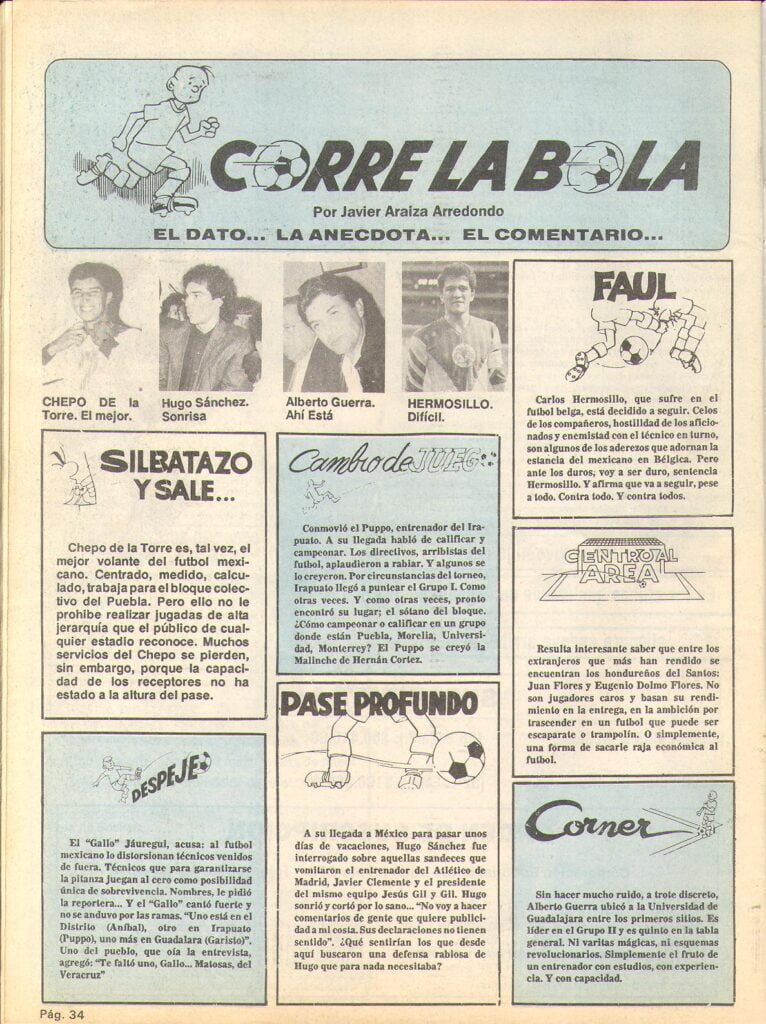 CORRE LA BOLA
Por Javier Araiza Arredondo
EL DATO... LA ANECDOTA... EL COMENTARIO...
CHEPO DE la
Torre. El mejor.
Hugo Sánchez.
Sonrisa
Alberto Guerra.
Ahí Está
HERMOSILLO.
Difícil.
FAUL
Carlos Hermosillo, que sufre en el
futbol belga, está decidido a seguir. Celos
de los compañeros, hostilidad de los aficio-
nados y enemistad con el técnico en turno,
son algunos de los aderezos que adornan la
estancia del mexicano en Bélgica. Pero
ante los duros, voy a ser duro, sentencia
Hermosillo. Y afirma que va a seguir, pese
a todo. Contra todo. Y contra todos.
SILBATAZO
Y SALE...
Chepo de la Torre es, tal vez, el
mejor volante del futbol mexi-
cano. Centrado, medido, calcu-
lado, trabaja para el bloque colec-
tivo del Puebla. Pero ello no le
prohibe realizar jugadas de alta
jerarquía que el público de cual-
quier estadio reconoce. Muchos
servicios del Chepo se pierden,
sin embargo, porque la capaci-
dad de los receptores no ha
estado a la altura del pase.
Cambio de JUEGO
Conmovió el Puppo, entrenador del Ira-
puato. A su llegada habló de calificar y
campeonar. Los directivos, arribistas del
futbol, aplaudieron a rabiar. Y algunos se
lo creyeron. Por circunstancias del torneo,
Irapuato llegó a puntear el Grupo I. Como
otras veces. Y como otras veces, pronto
encontró su lugar; el sótano del bloque.
¿Cómo campeonar o calificar en un grupo
donde están Puebla, Morelia, Universi-
dad, Monterrey? El Puppo se creyó la
Malinche de Hernán Cortez.
CENTRO AL
AREA
Resulta interesante saber que entre los
extranjeros que más han rendido se
encuentran los hondureños del Santos:
Juan Flores y Eugenio Dolmo Flores. No
son jugadores caros y basan su rendi-
miento en la entrega, en la ambición por
trascender en un futbol que puede ser
escaparate o trampolín. O simplemente,
una forma de sacarle raja económica al
futbol.
DESPEJE
El "Gallo" Jáuregui, acusa: al futbol
mexicano lo distorsionan técnicos venidos
de fuera. Técnicos que para garantizarse
la pitanza juegan al cero como posibilidad
única de sobrevivencia. Nombres, le pidió
la reportera... Y el "Gallo" cantó fuerte y
no se anduvo por las ramas. "Uno está en el
Distrito (Aníbal), otro en Irapuato
(Puppo), uno más en Guadalara (Garisto)".
Uno del pueblo, que oía la entrevista,
agregó: "Te faltó uno, Gallo... Matosas, del
Veracruz"
PASE PROFUNDO
A su llegada a México para pasar unos
días de vacaciones, Hugo Sánchez fue
interrogado sobre aquellas sandeces que
vomitaron el entrenador del Atlético de
Madrid, Javier Clemente y el presidente
del mismo equipo Jesús Gil y Gil. Hugo
sonrió y cortó por lo sano... "No voy a hacer
comentarios de gente que quiere publici-
dad a mi costa. Sus declaraciones no tienen
sentido". ¿Qué sentirían los que desde
aquí buscaron una defensa rabiosa de
Hugo que para nada necesitaba?
Corner
Sin hacer mucho ruido, a trote discreto,
Alberto Guerra ubicó a la Universidad de
Guadalajara entre los primeros sitios. Es
líder en el Grupo II y es quinto en la tabla
general. Ni varitas mágicas, ni esquemas
revolucionarios. Simplemente el fruto de
un entrenador con estudios, con experien-
cia. Y con capacidad.
Pág. 34